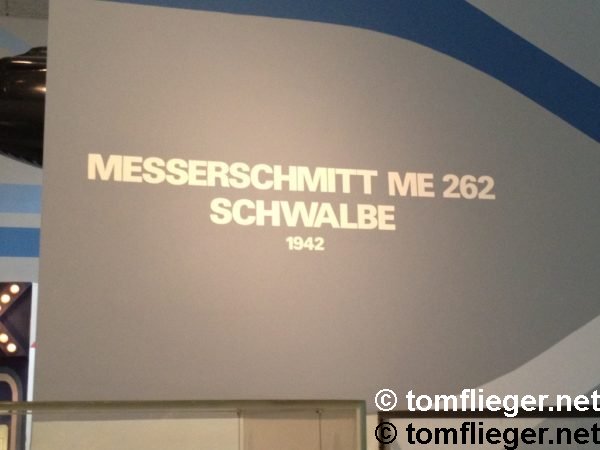 MESSERSCHMITT ME 262
SCHWALBE
1942
© tomflieger.net
© tomflieger.net